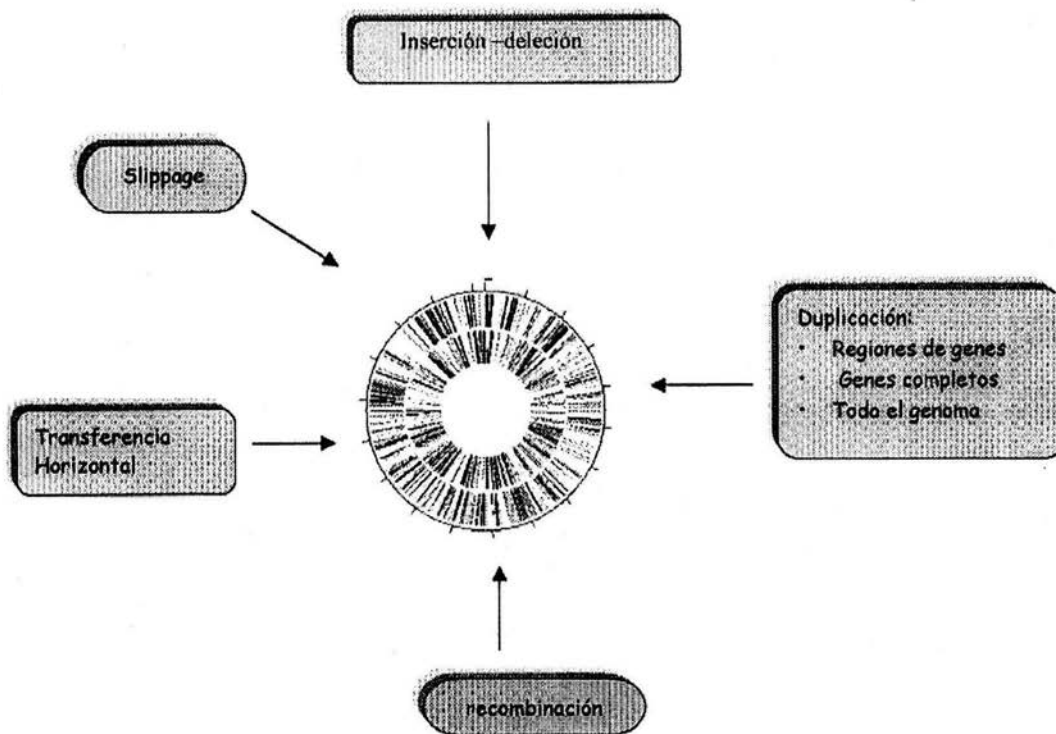 Inserción –deleción
Slippage
Duplicación:
• Regiones de genes
• Genes completos
• Todo el genoma
Transferencia
Horizontal
recombinación